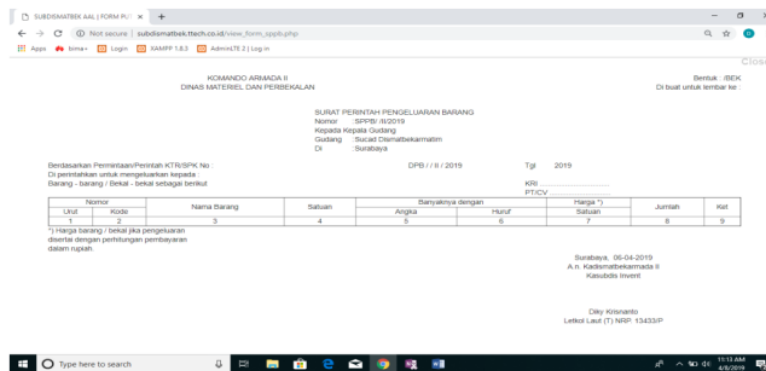 SUBDISMATBEK AAL | FORM PU
Not secure | subdismatbek.ttech.co.id/view_form_sppb.php
Apps bima+ Login XAMPP 1.8.3 AdminLTE 2 | Log in
Close
KOMANDO ARMADA II
DINAS MATERIEL DAN PERBEKALAN
Bentuk : /BEK
Di buat untuk lembar ke :
SURAT PERINTAH PENGELUARAN BARANG
Nomor :SPPB/ /II/2019
Kepada Kepala Gudang
Gudang :Sucad Dismatbekarmatim
Di :Surabaya
Berdasarkan Permintaan/Perintah KTR/SPK No : DPB / / II / 2019 Tgl 2019
Di perintahkan untuk mengeluarkan kepada :
Barang - barang / Bekal - bekal sebagai berikut KRI
PT/CV
Nomor Nama Barang Satuan Banyaknya dengan Harga *) Jumlah Ket
Urut Kode Angka Huruf Satuan
1 2 3 4 5 6 7 8 9
*) Harga barang / bekal jika pengeluaran
disertai dengan perhitungan pembayaran
dalam rupiah.
Surabaya, 06-04-2019
A.n. Kadismatbekarmada II
Kasubdis Invent
Diky Krisnanto
Letkol Laut (T) NRP. 13433/P
Type here to search
11:13 AM
4/8/2019